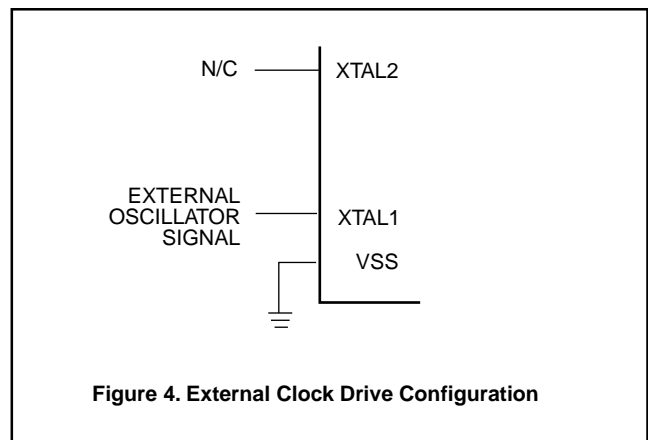 N/C
XTAL2
EXTERNAL
OSCILLATOR
SIGNAL
XTAL1
VSS
Figure 4. External Clock Drive Configuration